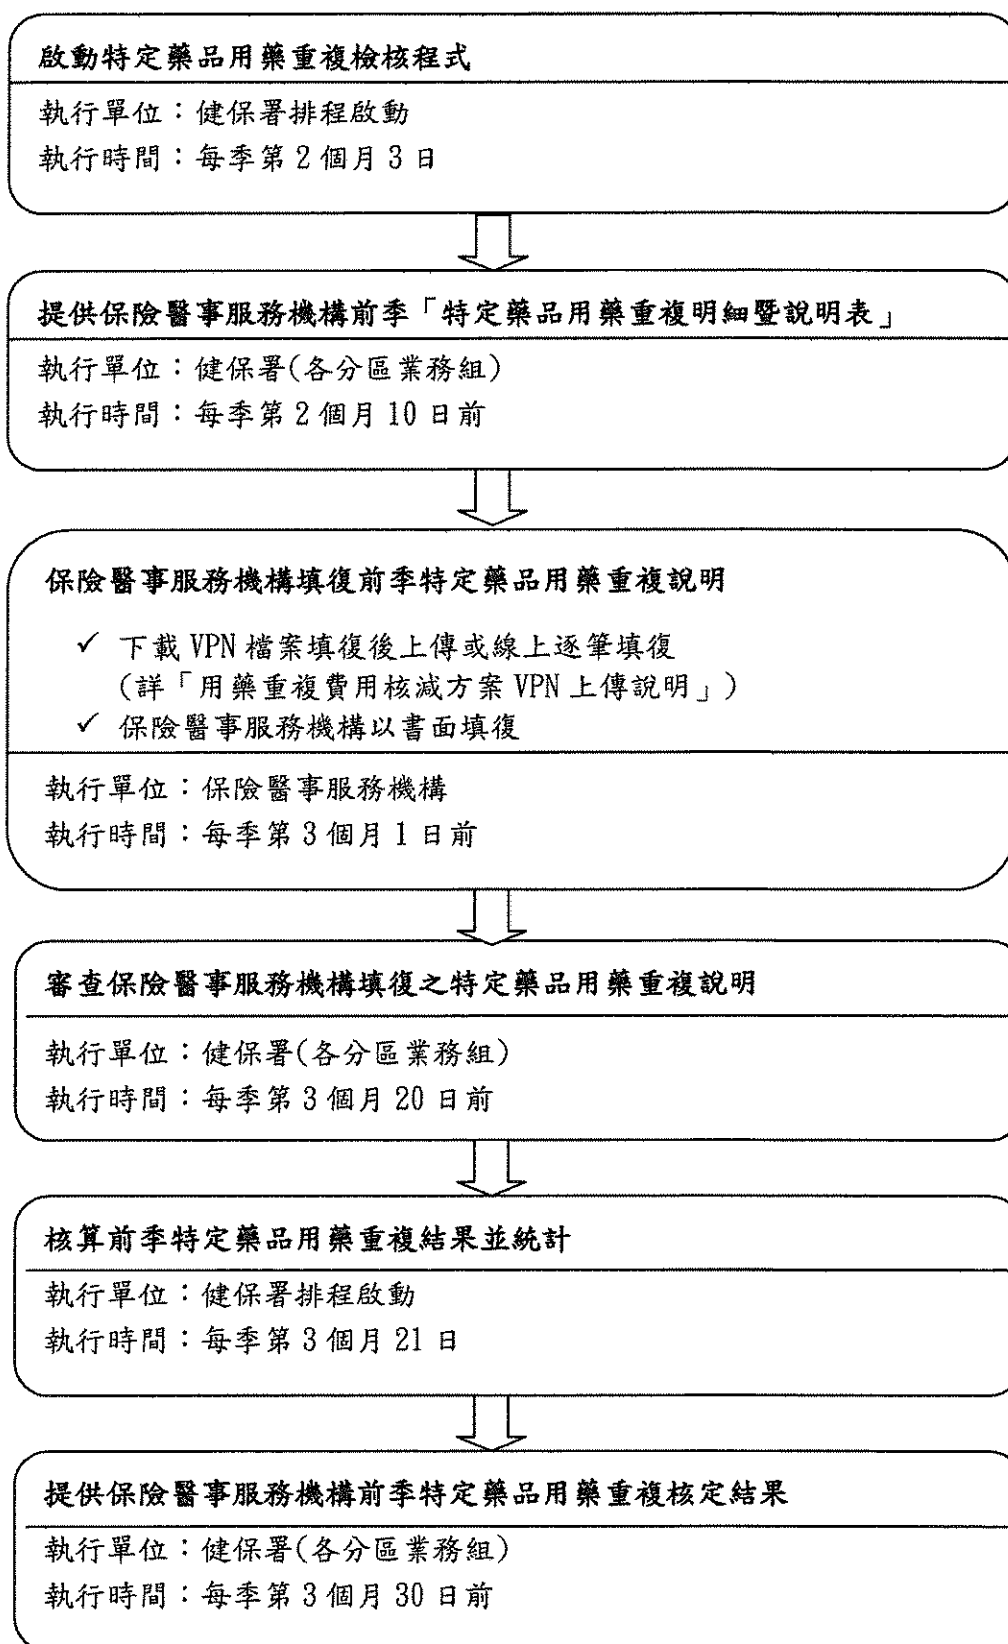 啟動特定藥品用藥重複檢核程式
執行單位：健保署排程啟動
執行時間：每季第 2 個月 3 日
提供保險醫事服務機構前季「特定藥品用藥重複明細暨說明表」
執行單位：健保署(各分區業務組)
執行時間：每季第 2 個月 10 日前
保險醫事服務機構填復前季特定藥品用藥重複說明
✓ 下載 VPN 檔案填復後上傳或線上逐筆填復
(詳「用藥重複費用核減方案 VPN 上傳說明」)
✓ 保險醫事服務機構以書面填復
執行單位：保險醫事服務機構
執行時間：每季第 3 個月 1 日前
審查保險醫事服務機構填復之特定藥品用藥重複說明
執行單位：健保署(各分區業務組)
執行時間：每季第 3 個月 20 日前
核算前季特定藥品用藥重複結果並統計
執行單位：健保署排程啟動
執行時間：每季第 3 個月 21 日
提供保險醫事服務機構前季特定藥品用藥重複核定結果
執行單位：健保署(各分區業務組)
執行時間：每季第 3 個月 30 日前